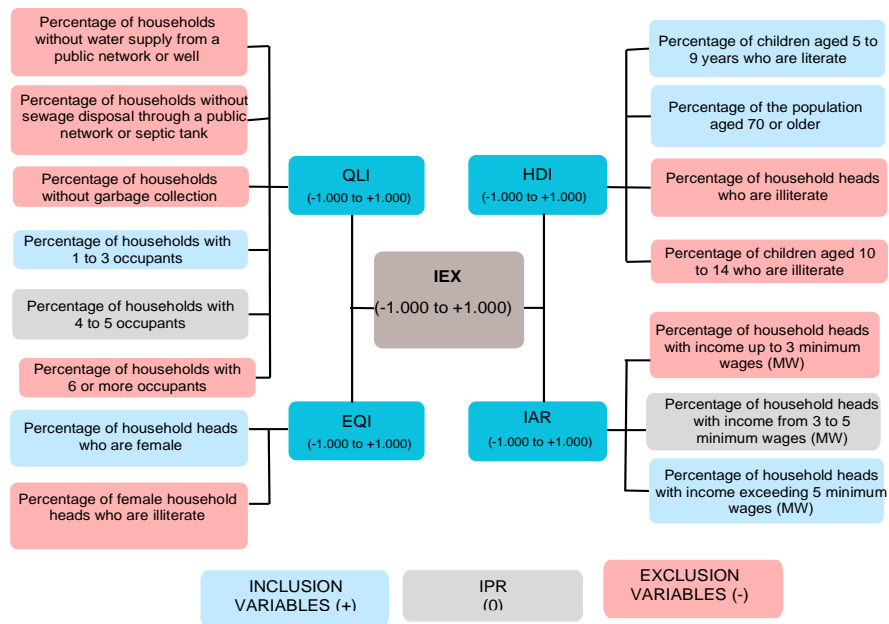 Percentage of households
without water supply from a
public network or well
Percentage of households without
sewage disposal through a public
network or septic tank
Percentage of households
without garbage collection
Percentage of households with
1 to 3 occupants
Percentage of households with
4 to 5 occupants
Percentage of households with
6 or more occupants
Percentage of household heads
who are female
Percentage of female household
heads who are illiterate
QLI
(-1.000 to +1.000)
EQI
(-1.000 to +1.000)
IEX
(-1.000 to +1.000)
HDI
(-1.000 to +1.000)
IAR
(-1.000 to +1.000)
Percentage of children aged 5 to
9 years who are literate
Percentage of the population
aged 70 or older
Percentage of household heads
who are illiterate
Percentage of children aged 10
to 14 who are illiterate
Percentage of household heads
with income up to 3 minimum
wages (MW)
Percentage of household heads
with income from 3 to 5
minimum wages (MW)
Percentage of household heads
with income exceeding 5 minimum
wages (MW)
INCLUSION
VARIABLES (+)
IPR
(0)
EXCLUSION
VARIABLES (-)